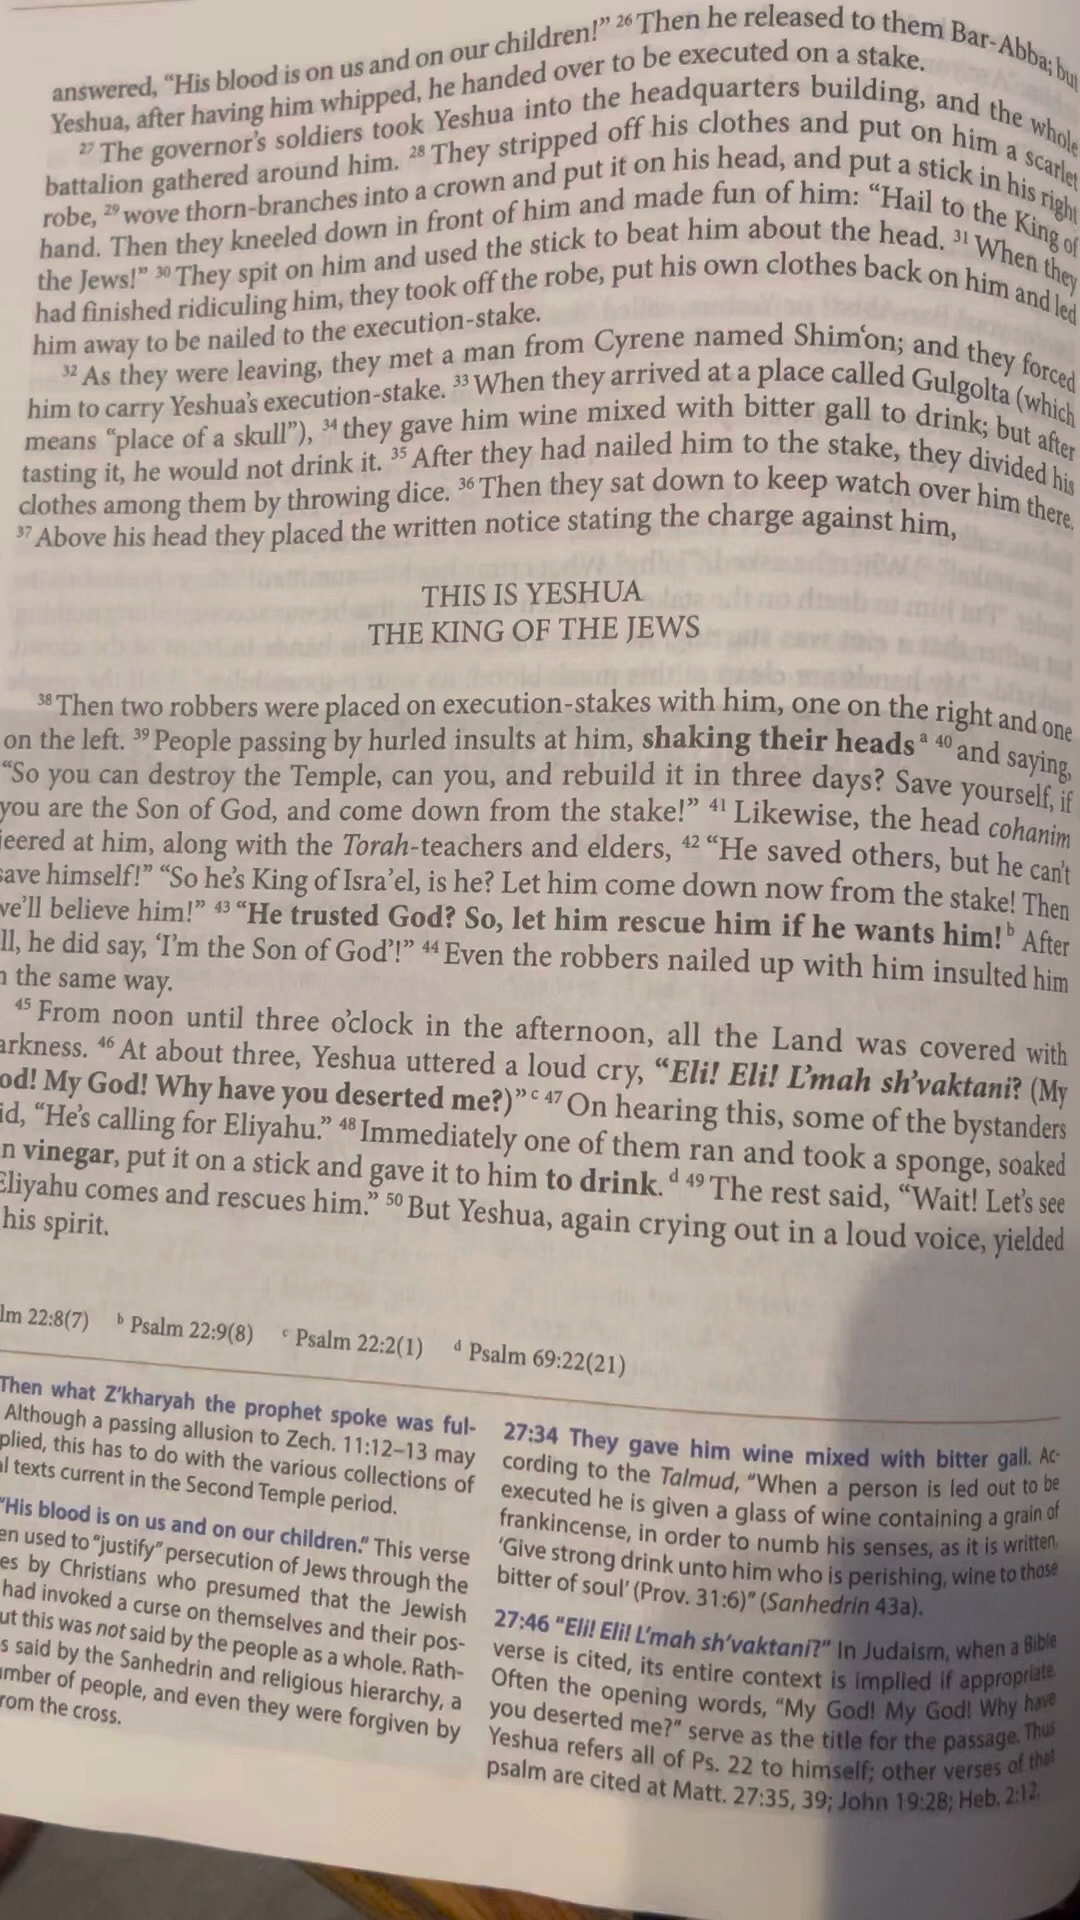 answered, “His blood is on us and on our children!” 26 Then he released to them Bar-Abba; but
Yeshua, after having him whipped, he handed over to be executed on a stake.
27 The governor’s soldiers took Yeshua into the headquarters building, and the whole
battalion gathered around him. 28 They stripped off his clothes and put on him a scarlet
robe, 29 wove thorn-branches into a crown and put it on his head, and put a stick in his right
hand. Then they kneeled down in front of him and made fun of him: “Hail to the King of
the Jews!” 30 They spit on him and used the stick to beat him about the head. 31 When they
had finished ridiculing him, they took off the robe, put his own clothes back on him and led
him away to be nailed to the execution-stake.
32 As they were leaving, they met a man from Cyrene named Shim‘on; and they forced
him to carry Yeshua’s execution-stake. 33 When they arrived at a place called Gulgolta (which
means “place of a skull”), 34 they gave him wine mixed with bitter gall to drink; but after
tasting it, he would not drink it. 35 After they had nailed him to the stake, they divided his
clothes among them by throwing dice. 36 Then they sat down to keep watch over him there.
37 Above his head they placed the written notice stating the charge against him,
THIS IS YESHUA
THE KING OF THE JEWS
38 Then two robbers were placed on execution-stakes with him, one on the right and one
on the left. 39 People passing by hurled insults at him, shaking their heads a 40 and saying,
“So you can destroy the Temple, can you, and rebuild it in three days? Save yourself, if
you are the Son of God, and come down from the stake!” 41 Likewise, the head cohanim
jeered at him, along with the Torah-teachers and elders, 42 “He saved others, but he can’t
save himself!” “So he’s King of Isra’el, is he? Let him come down now from the stake! Then
we’ll believe him!” 43 “He trusted God? So, let him rescue him if he wants him! b After
ll, he did say, ‘I’m the Son of God’!” 44 Even the robbers nailed up with him insulted him
n the same way.
45 From noon until three o’clock in the afternoon, all the Land was covered with
arkness. 46 At about three, Yeshua uttered a loud cry, “Eli! Eli! L’mah sh’vaktani? (My
od! My God! Why have you deserted me?)” c 47 On hearing this, some of the bystanders
id, “He’s calling for Eliyahu.” 48 Immediately one of them ran and took a sponge, soaked
n vinegar, put it on a stick and gave it to him to drink. d 49 The rest said, “Wait! Let’s see
Eliyahu comes and rescues him.” 50 But Yeshua, again crying out in a loud voice, yielded
his spirit.
lm 22:8(7) b Psalm 22:9(8) c Psalm 22:2(1) d Psalm 69:22(21)
Then what Z’kharyah the prophet spoke was ful-
Although a passing allusion to Zech. 11:12–13 may
plied, this has to do with the various collections of
al texts current in the Second Temple period.
“His blood is on us and on our children.” This verse
en used to “justify” persecution of Jews through the
es by Christians who presumed that the Jewish
had invoked a curse on themselves and their pos-
ut this was not said by the people as a whole. Rath-
s said by the Sanhedrin and religious hierarchy, a
umber of people, and even they were forgiven by
rom the cross.
27:34 They gave him wine mixed with bitter gall. Ac-
cording to the Talmud, “When a person is led out to be
executed he is given a glass of wine containing a grain of
frankincense, in order to numb his senses, as it is written,
‘Give strong drink unto him who is perishing, wine to those
bitter of soul’ (Prov. 31:6)” (Sanhedrin 43a).
27:46 “Eli! Eli! L’mah sh’vaktani?” In Judaism, when a Bible
verse is cited, its entire context is implied if appropriate.
Often the opening words, “My God! My God! Why have
you deserted me?” serve as the title for the passage. Thus
Yeshua refers all of Ps. 22 to himself; other verses of that
psalm are cited at Matt. 27:35, 39; John 19:28; Heb. 2:12.